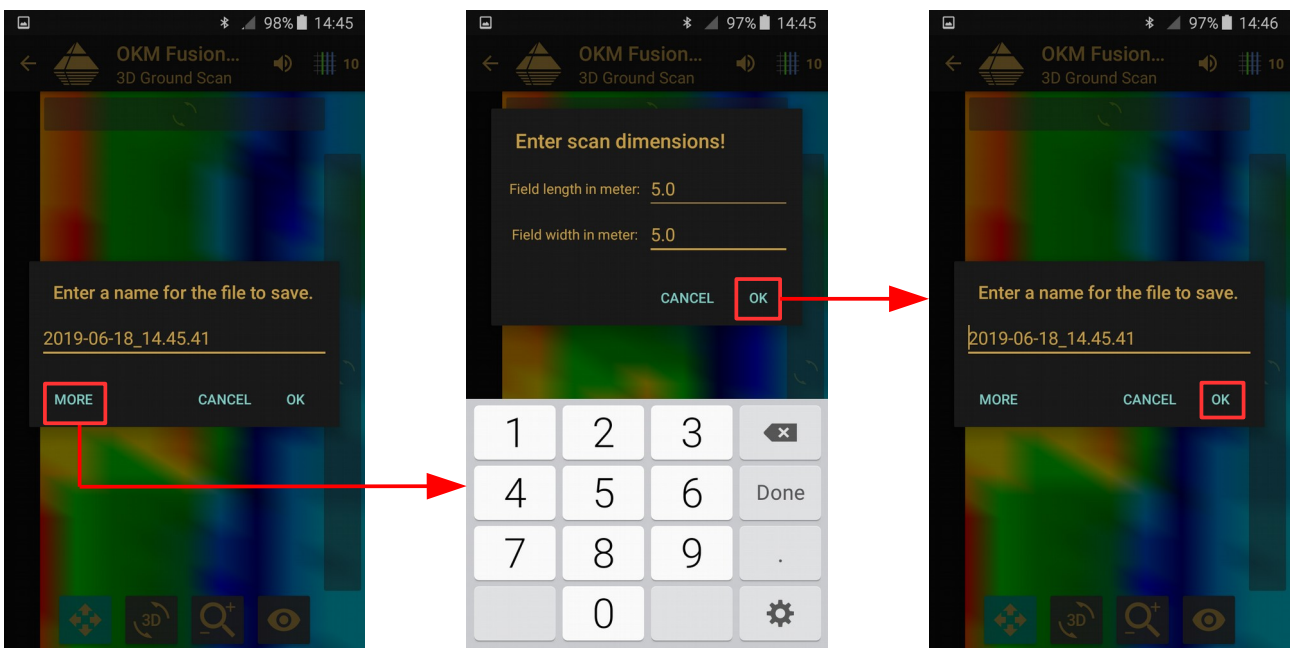 98% 14:45
OKM Fusion...
3D Ground Scan
10
Enter a name for the file to save.
2019-06-18_14.45.41
MORE CANCEL OK
3D
97% 14:45
OKM Fusion...
3D Ground Scan
10
Enter scan dimensions!
Field length in meter: 5.0
Field width in meter: 5.0
CANCEL OK
1 2 3
4 5 6 Done
7 8 9 .
0
97% 14:46
OKM Fusion...
3D Ground Scan
10
Enter a name for the file to save.
2019-06-18_14.45.41
MORE CANCEL OK
3D